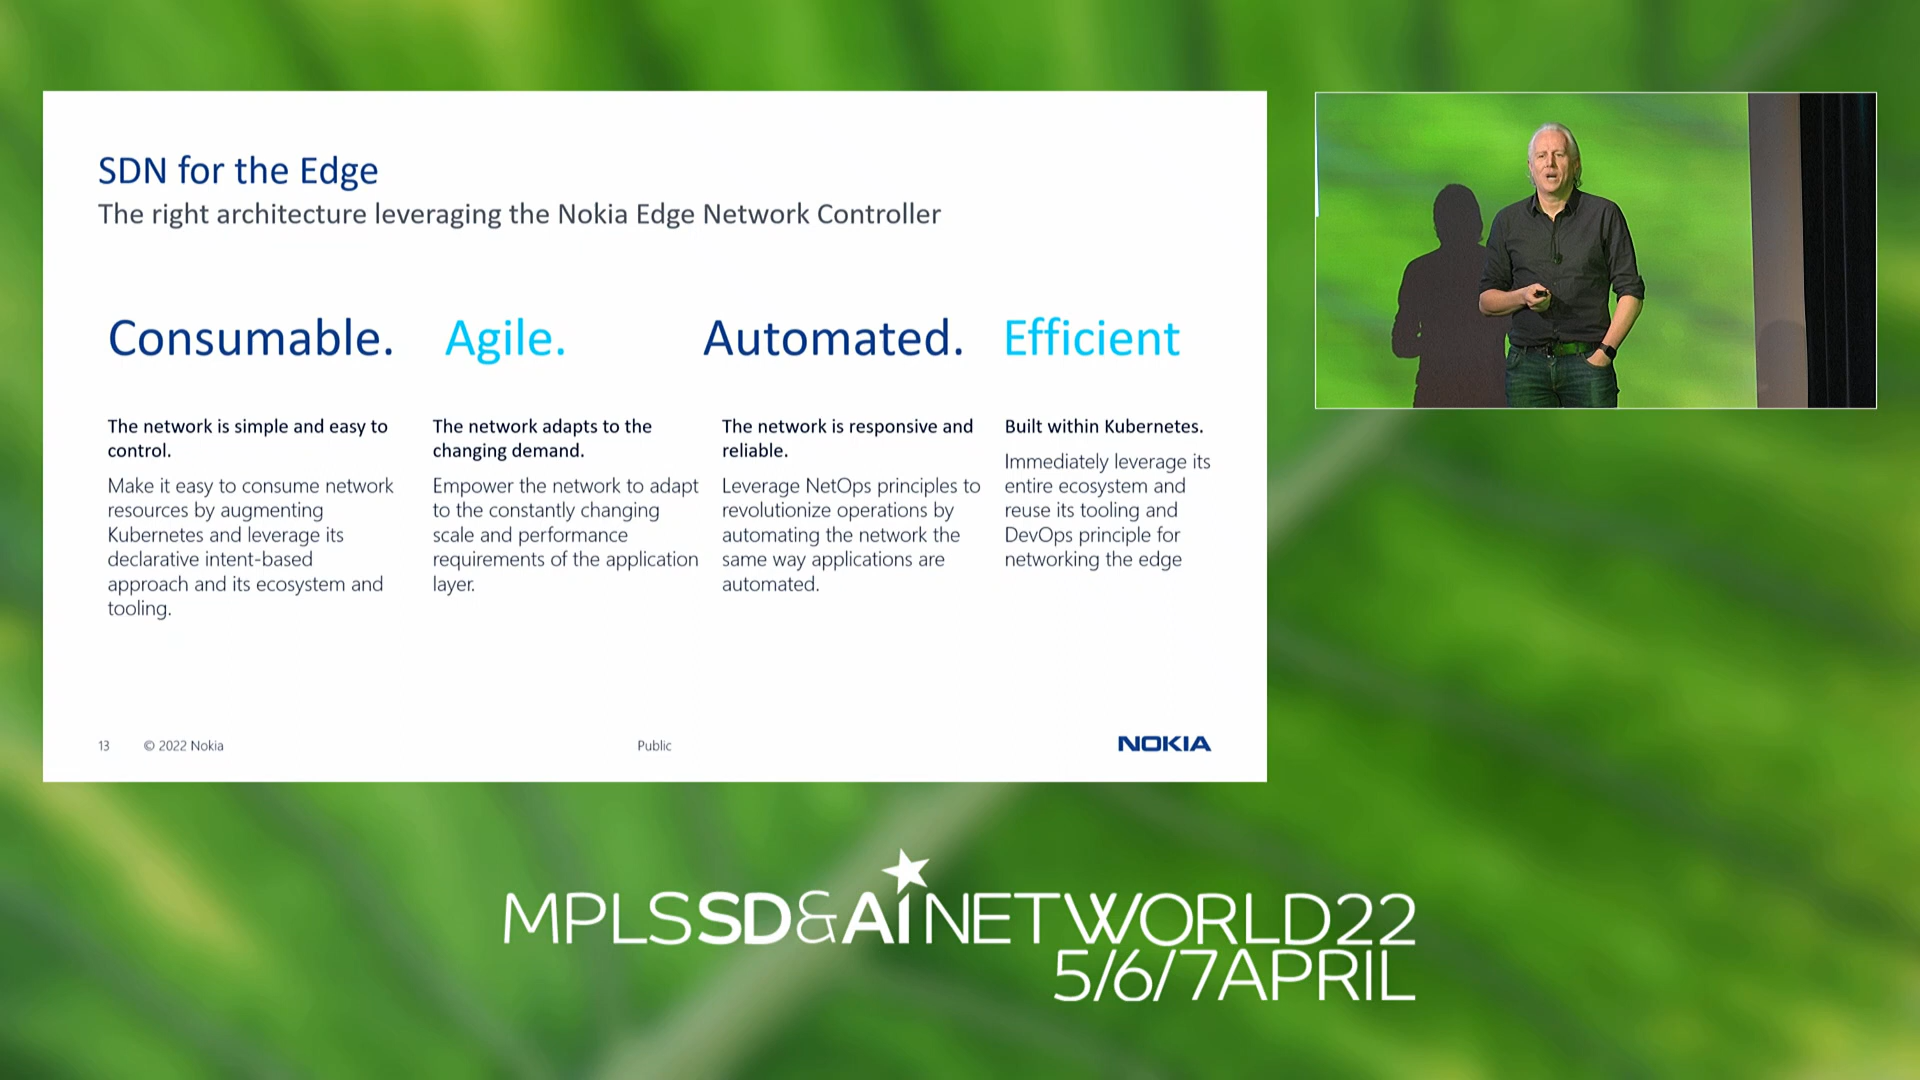 SDN for the Edge
The right architecture leveraging the Nokia Edge Network Controller
Consumable.
The network is simple and easy to
control.
Make it easy to consume network
resources by augmenting
Kubernetes and leverage its
declarative intent-based
approach and its ecosystem and
tooling.
Agile.
The network adapts to the
changing demand.
Empower the network to adapt
to the constantly changing
scale and performance
requirements of the application
layer.
Automated.
The network is responsive and
reliable.
Leverage NetOps principles to
revolutionize operations by
automating the network the
same way applications are
automated.
Efficient
Built within Kubernetes.
Immediately leverage its
entire ecosystem and
reuse its tooling and
DevOps principle for
networking the edge
13 © 2022 Nokia Public NOKIA
MPLSSD&AINETWORLD22
5/6/7APRIL